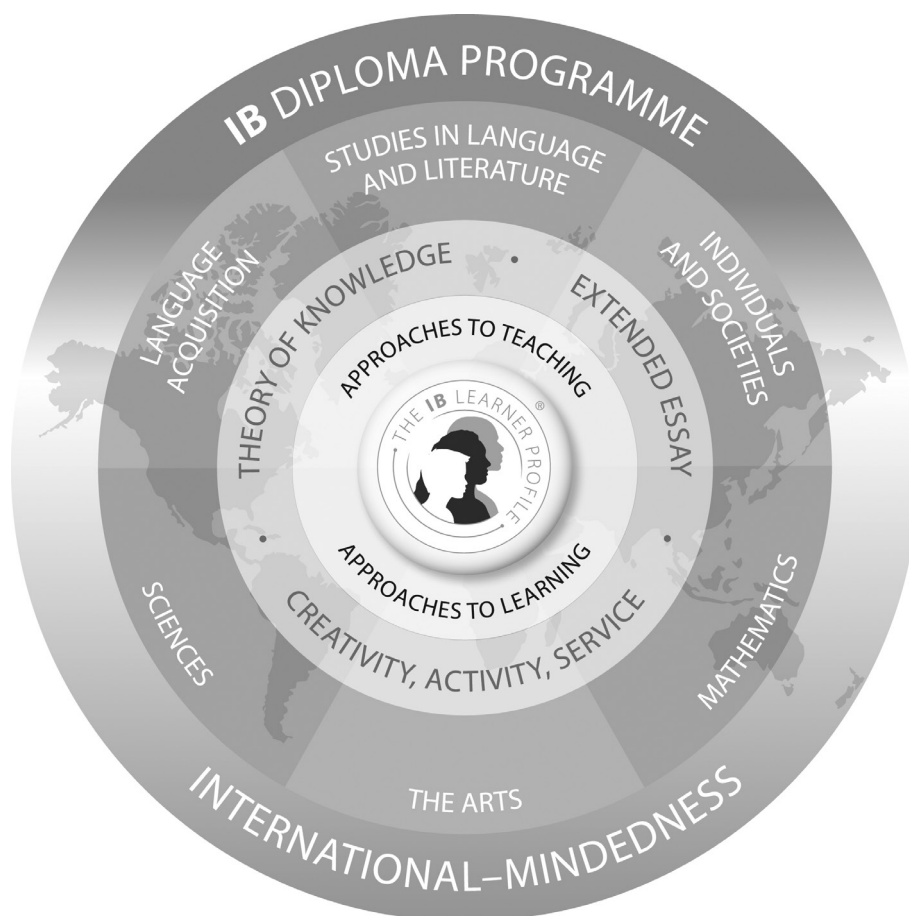 IB DIPLOMA PROGRAMME
STUDIES IN LANGUAGE
AND LITERATURE
LANGUAGE
ACQUISITION
INDIVIDUALS
AND SOCIETIES
THEORY OF KNOWLEDGE
•
EXTENDED ESSAY
APPROACHES TO TEACHING
THE IB LEARNER PROFILE
®
APPROACHES TO LEARNING
•
CREATIVITY, ACTIVITY, SERVICE
•
SCIENCES
MATHEMATICS
THE ARTS
INTERNATIONAL–MINDEDNESS